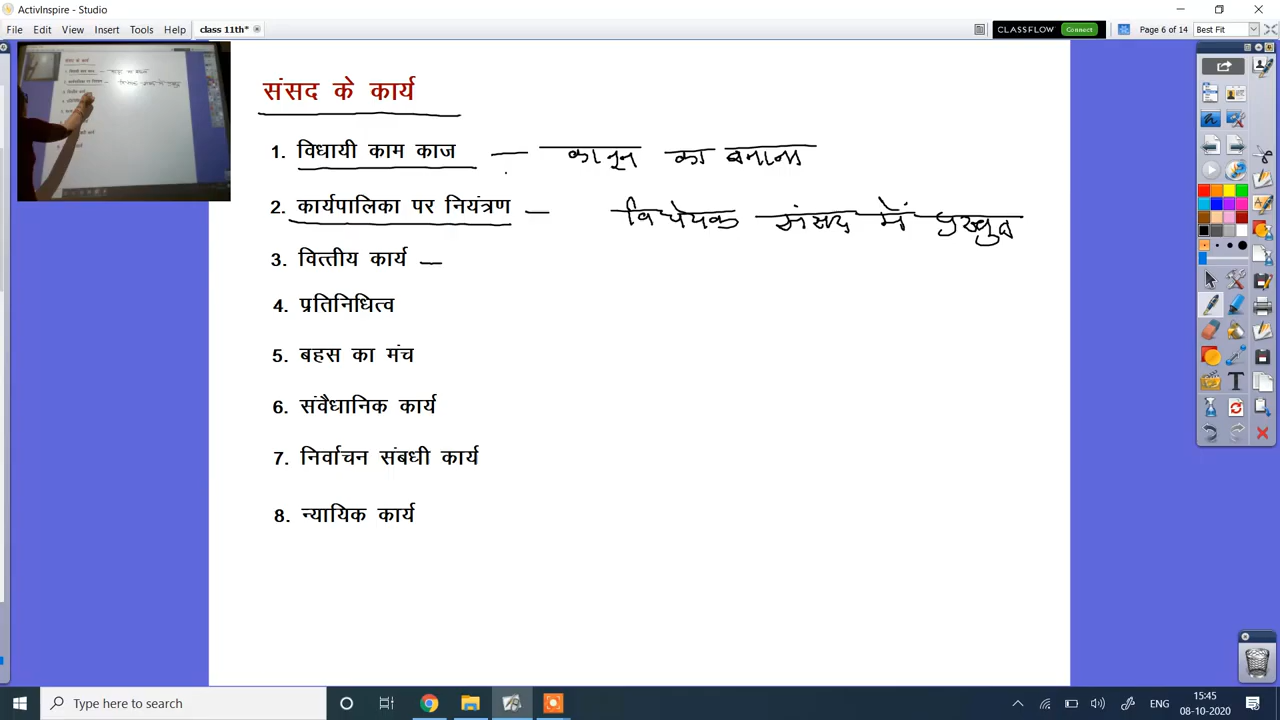 ActivInspire - Studio
File Edit View Insert Tools Help class 11th* CLASSFLOW Connect Page 6 of 14 Best Fit
संसद के कार्य
1. विधायी काम काज — कानून का बनाना
2. कार्यपालिका पर नियंत्रण — विधेयक संसद में प्रस्तुत
3. वित्तीय कार्य —
4. प्रतिनिधित्व
5. बहस का मंच
6. संवैधानिक कार्य
7. निर्वाचन संबधी कार्य
8. न्यायिक कार्य
Type here to search ENG 15:45
08-10-2020